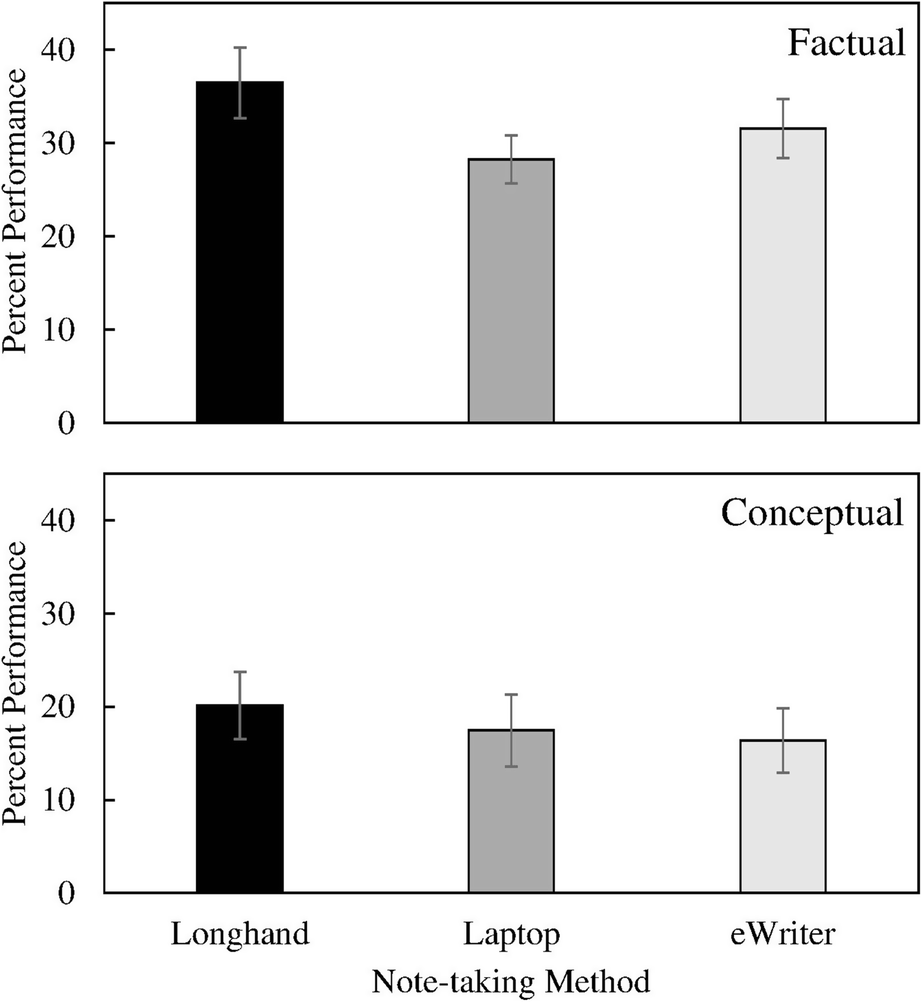 Factual
Percent Performance
40
30
20
10
0
Conceptual
Percent Performance
40
30
20
10
0
Longhand Laptop eWriter
Note-taking Method